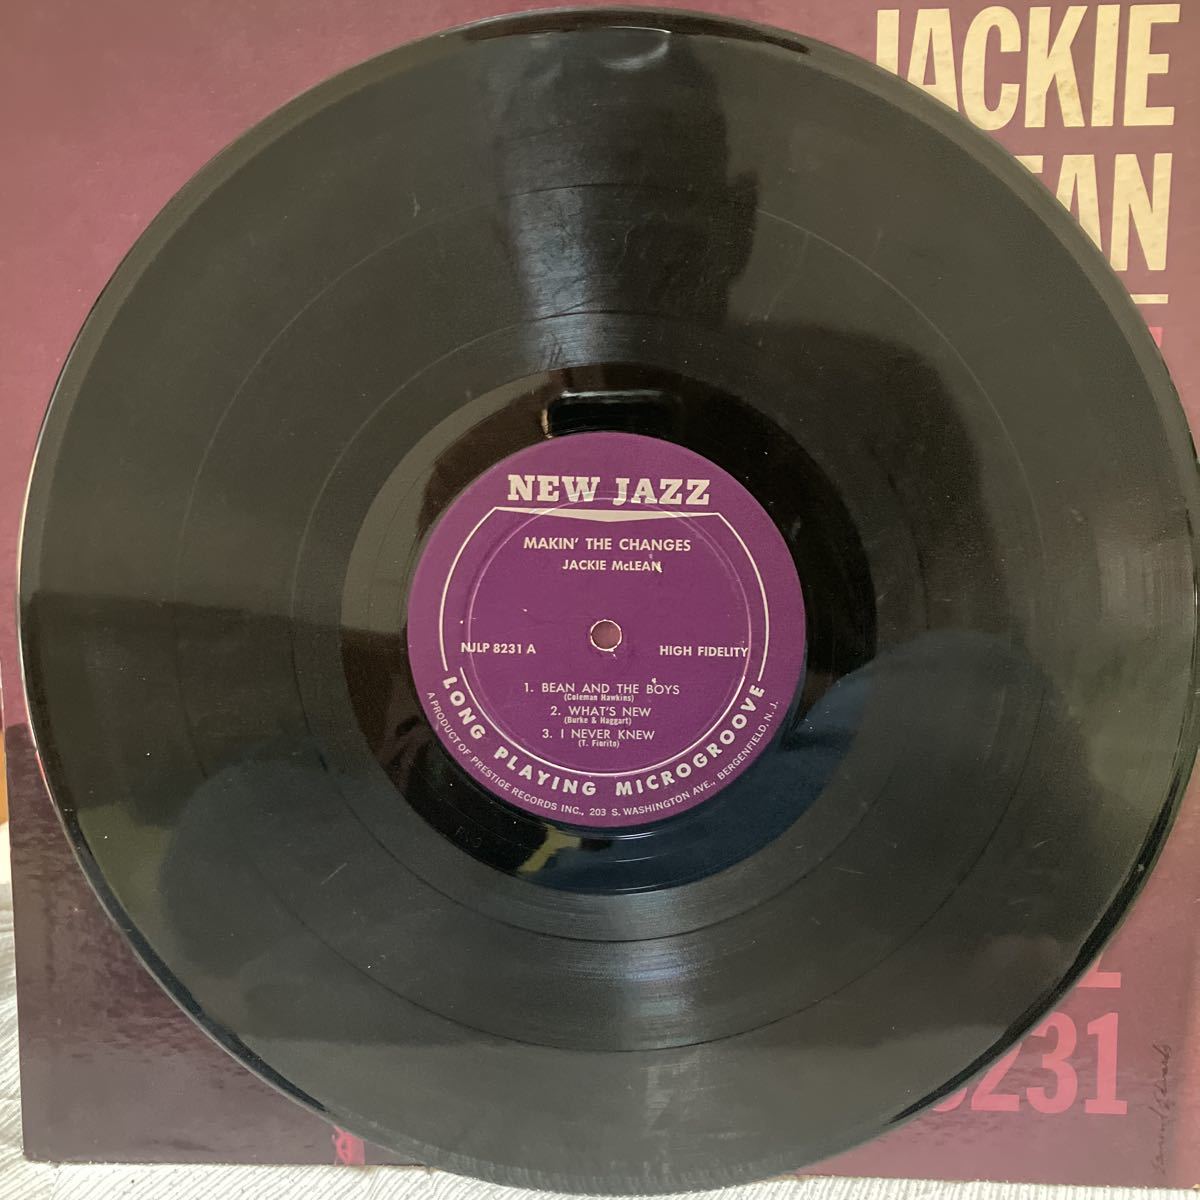 JACKIE
NEW JAZZ
MAKIN' THE CHANGES
JACKIE McLEAN
NJLP 8231 A
HIGH FIDELITY
1. BEAN AND THE BOYS
(Coleman Hawkins)
2. WHAT'S NEW
(Burke & Haggart)
3. I NEVER KNEW
(T. Fiorito)
LONG PLAYING MICROGROOVE
A PRODUCT OF PRESTIGE RECORDS INC., 203 S. WASHINGTON AVE., BERGENFIELD, N. J.
8231